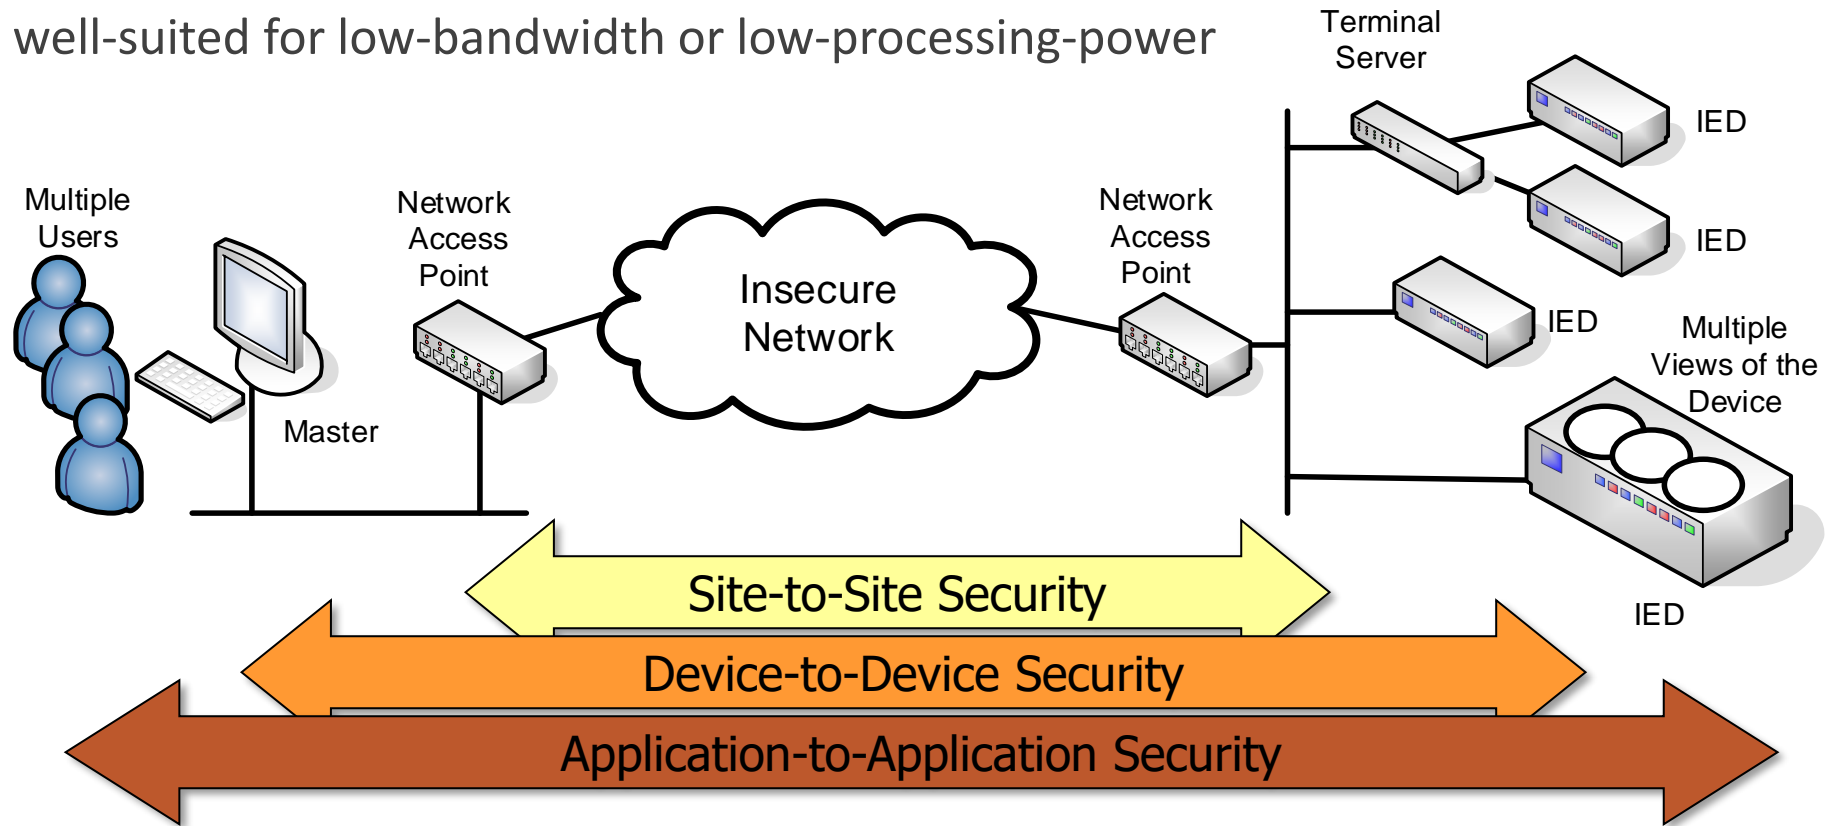 well-suited for low-bandwidth or low-processing-power
Terminal
Server
IED
Multiple
Users
Network
Access
Point
Network
Access
Point
IED
Insecure
Network
IED
Multiple
Views of the
Device
Master
Site-to-Site Security
IED
Device-to-Device Security
Application-to-Application Security